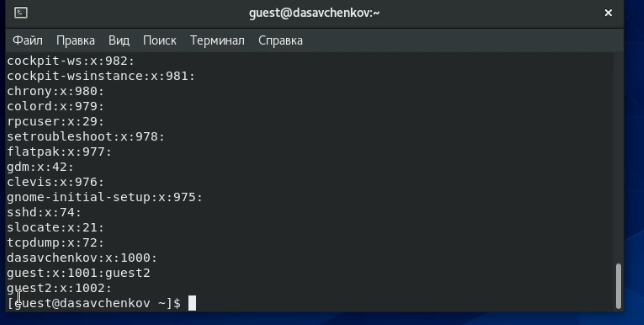 guest@dasavchenkov:~
Файл Правка Вид Поиск Терминал Справка
cockpit-ws:x:982:
cockpit-wsinstance:x:981:
chrony:x:980:
colord:x:979:
rpcuser:x:29:
setroubleshoot:x:978:
flatpak:x:977:
gdm:x:42:
clevis:x:976:
gnome-initial-setup:x:975:
sshd:x:74:
slocate:x:21:
tcpdump:x:72:
dasavchenkov:x:1000:
guest:x:1001:guest2
guest2:x:1002:
[guest@dasavchenkov ~]$